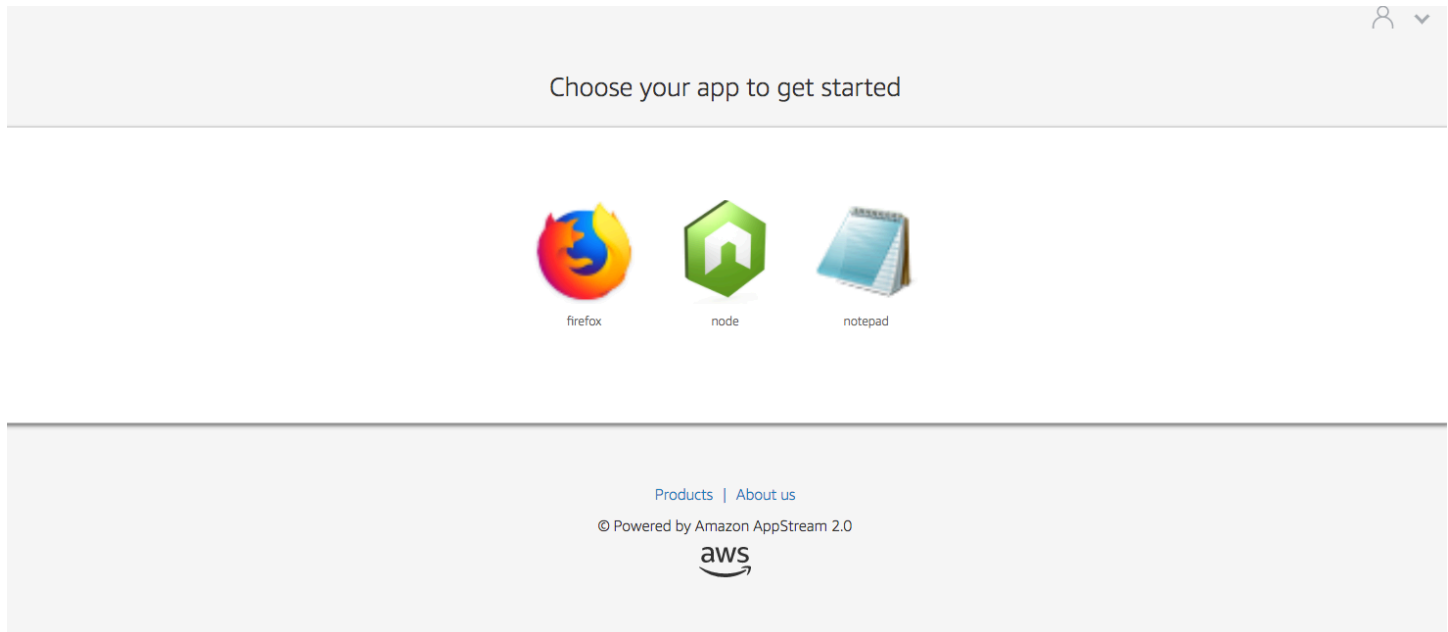 Choose your app to get started
firefox
node
notepad
Products | About us
© Powered by Amazon AppStream 2.0
aws